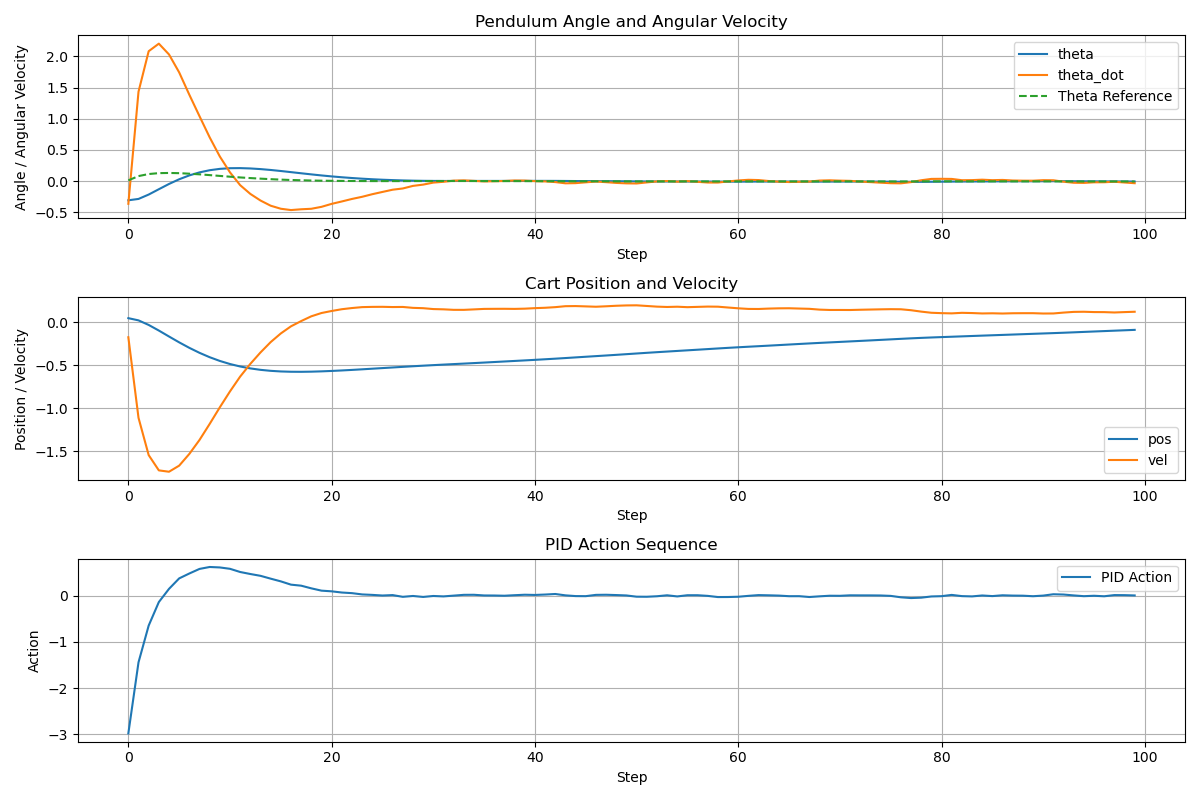 Pendulum Angle and Angular Velocity
Angle / Angular Velocity
2.0
1.5
1.0
0.5
0.0
−0.5
theta
theta_dot
Theta Reference
0
20
40
60
80
100
Step
Cart Position and Velocity
Position / Velocity
0.0
−0.5
−1.0
−1.5
pos
vel
0
20
40
60
80
100
Step
PID Action Sequence
Action
0
−1
−2
−3
PID Action
0
20
40
60
80
100
Step